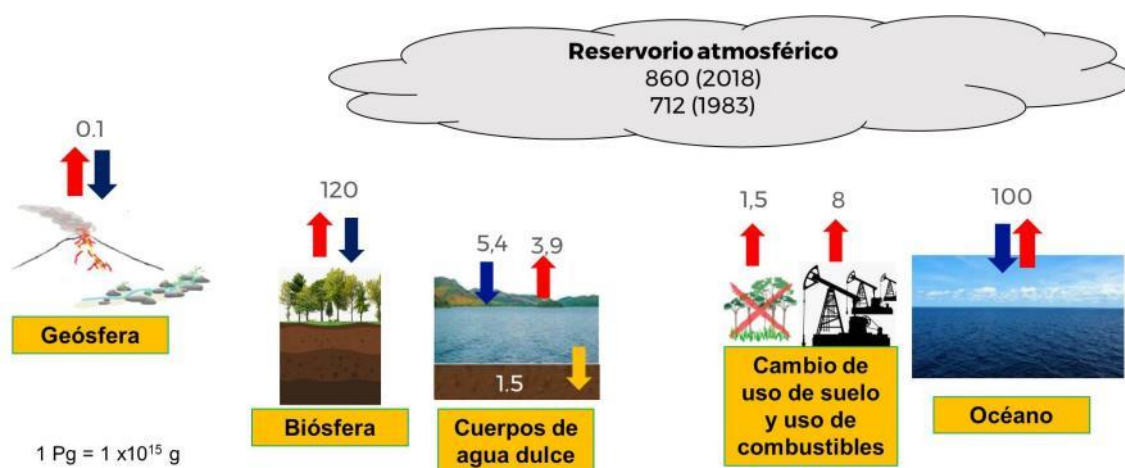 Reservorio atmosférico
860 (2018)
712 (1983)
0.1
120
5,4
3,9
1,5
8
100
1.5
Geósfera
Biósfera
Cuerpos de
agua dulce
Cambio de
uso de suelo
y uso de
combustibles
Océano
1 Pg = 1 x10¹⁵ g